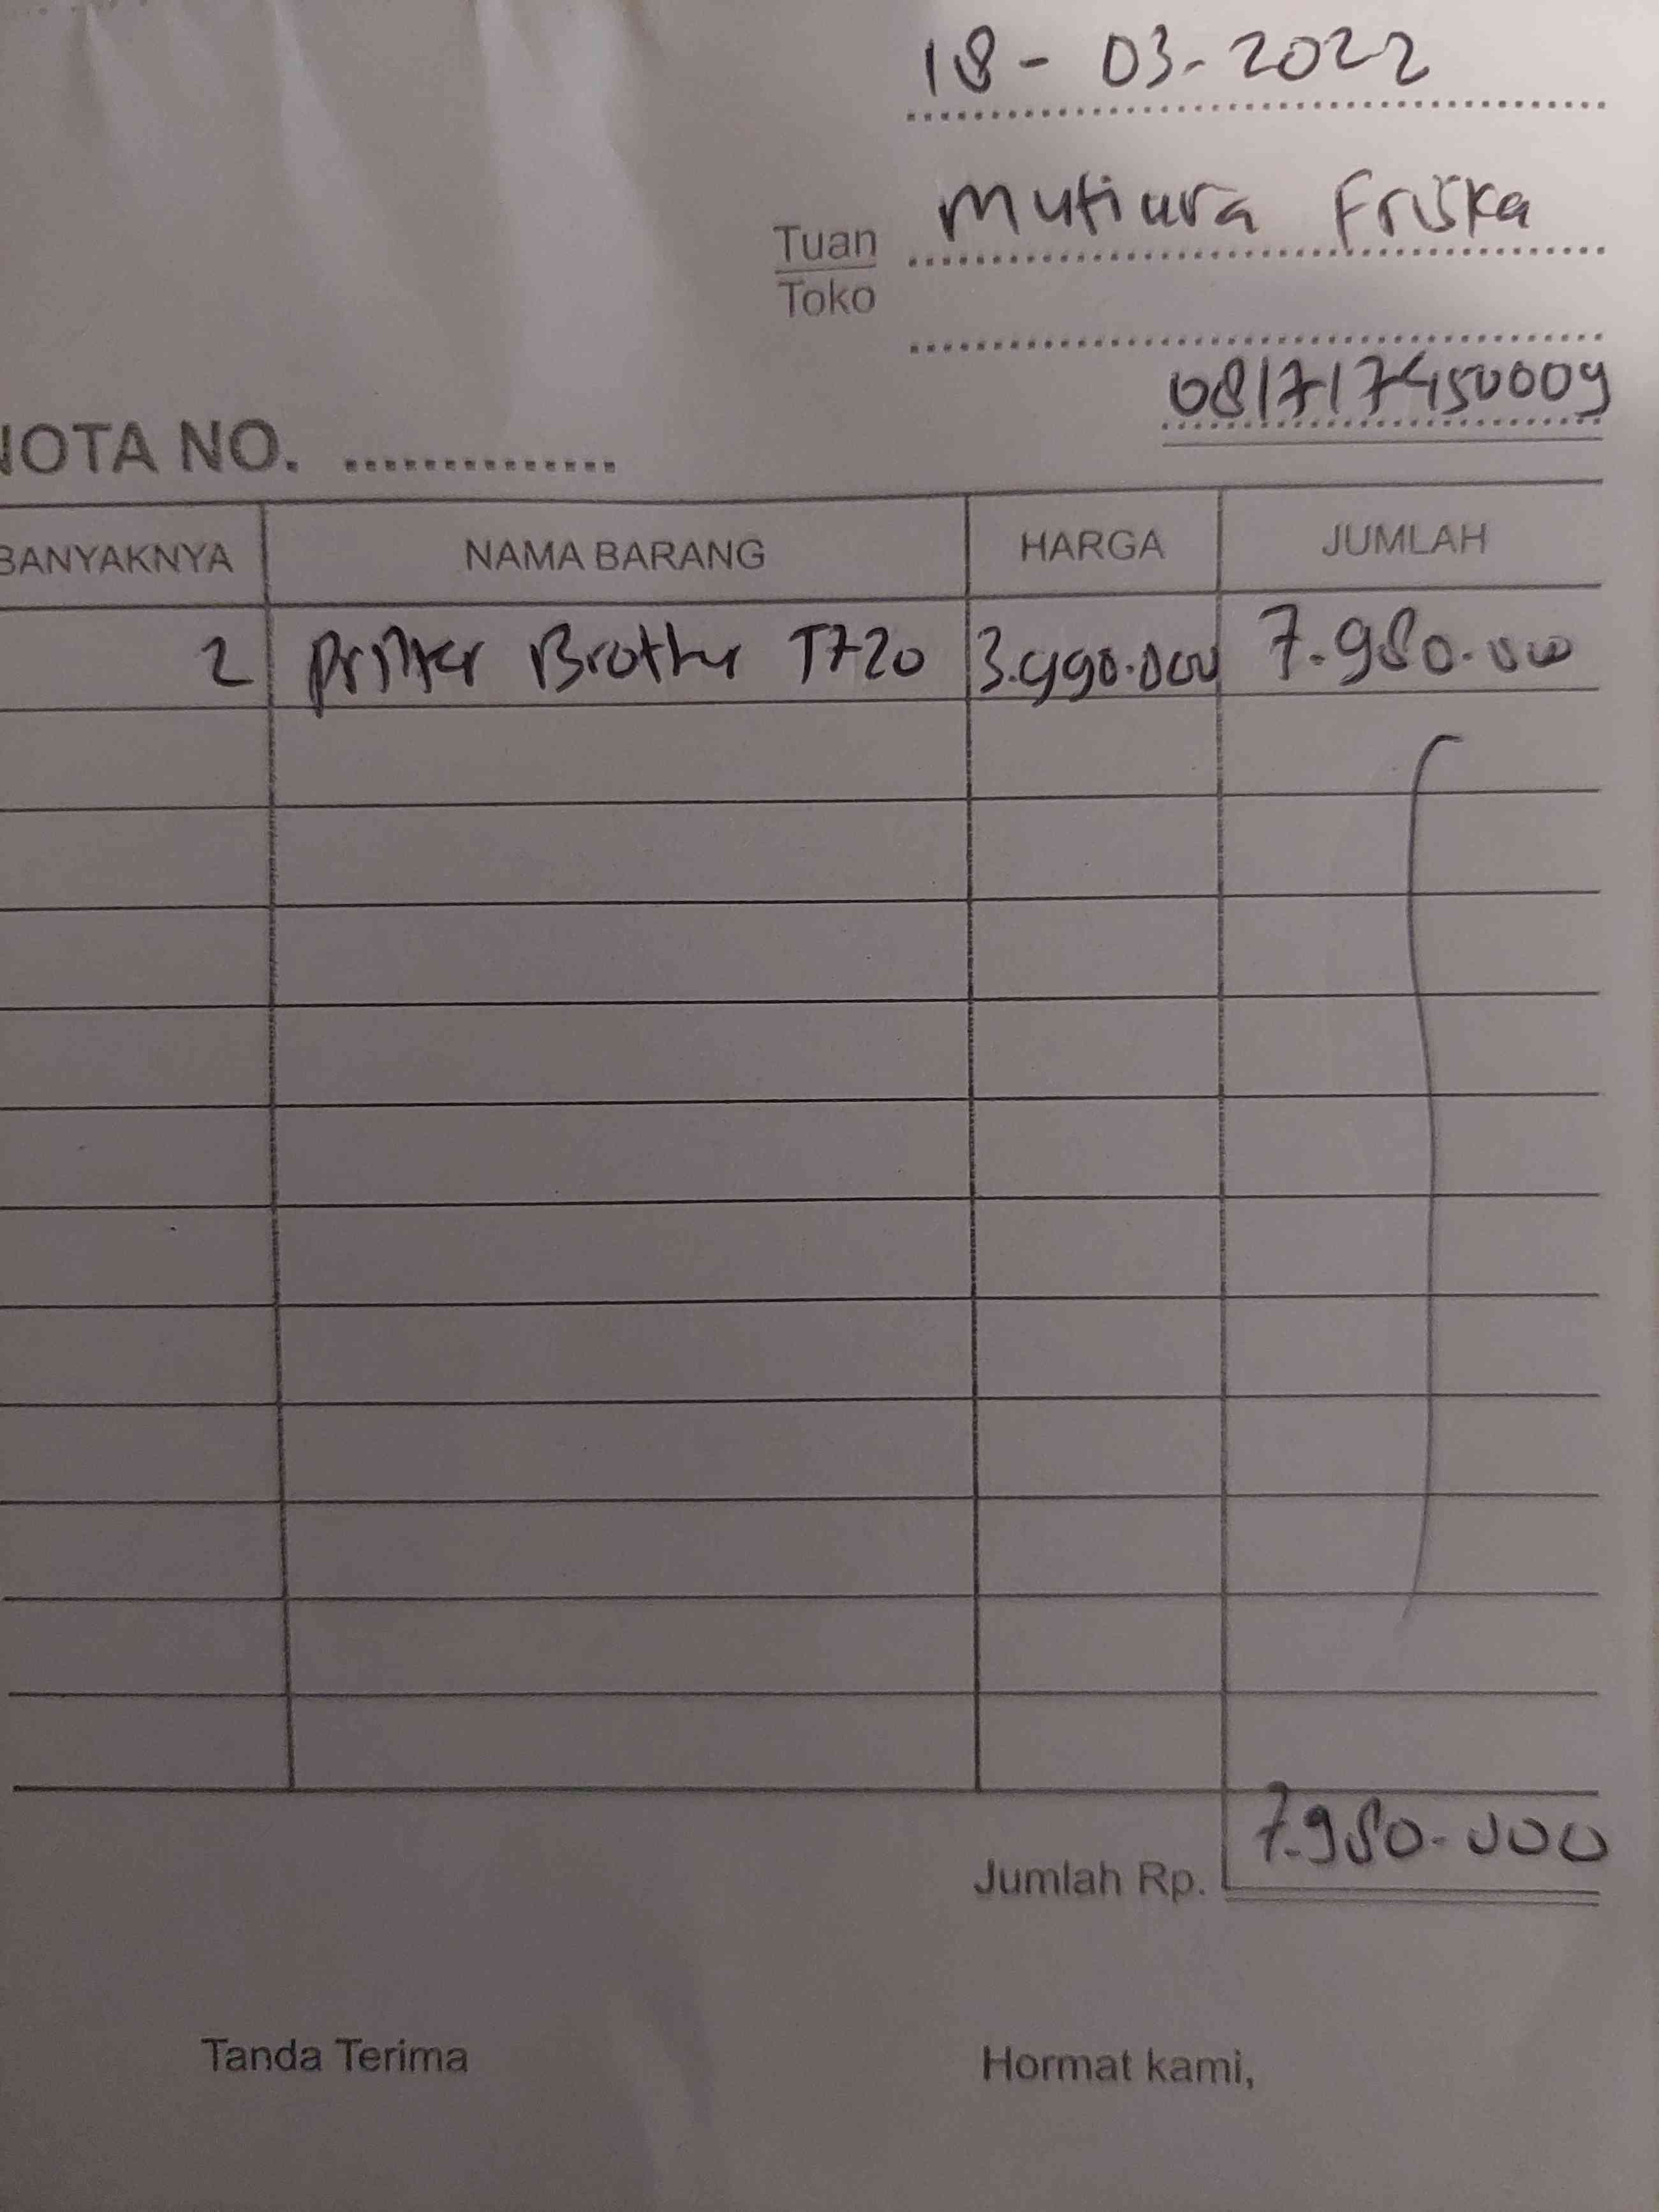 18 - 03 - 2022
Tuan Mutiara Friska
Toko
081717450009
NOTA NO. ..............
BANYAKNYA NAMA BARANG HARGA JUMLAH
2 Printer Brother T720 3.990.000 7.980.000
Jumlah Rp. 7.980.000
Tanda Terima Hormat kami,